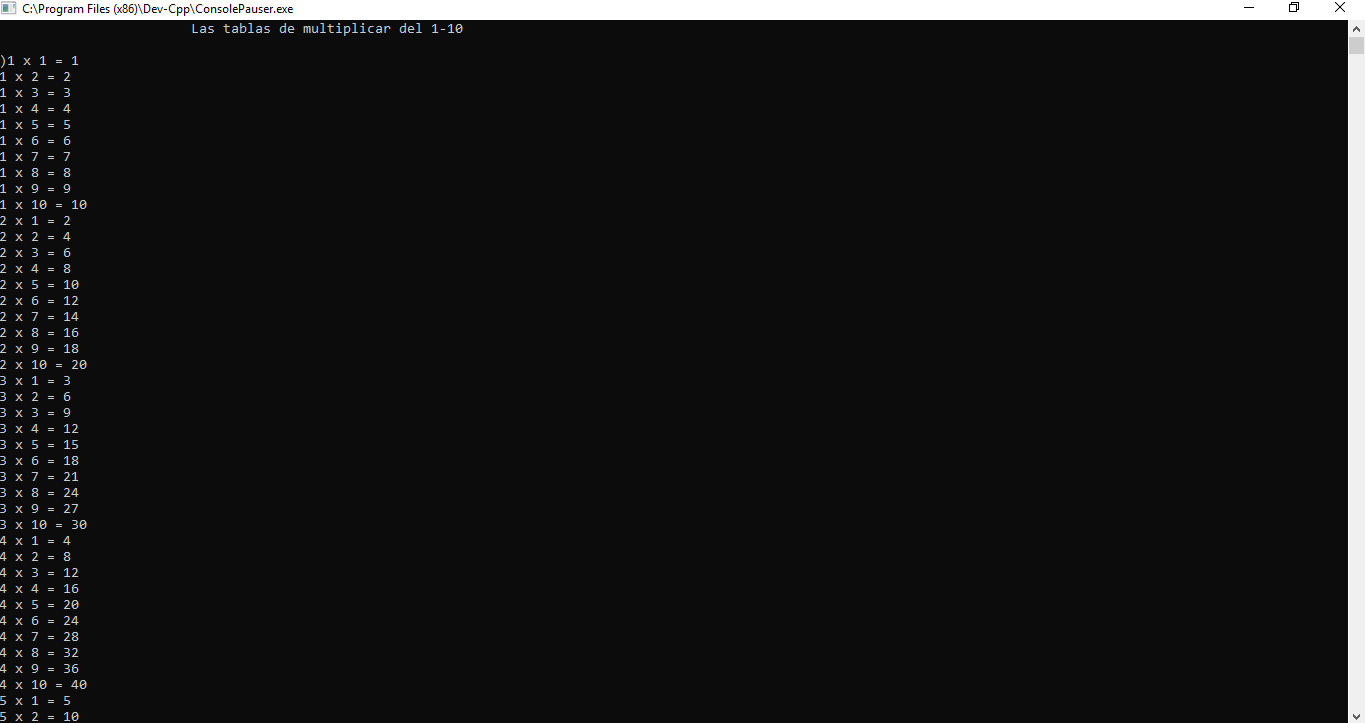 C:\Program Files (x86)\Dev-Cpp\ConsolePauser.exe
Las tablas de multiplicar del 1-10
)1 x 1 = 1
1 x 2 = 2
1 x 3 = 3
1 x 4 = 4
1 x 5 = 5
1 x 6 = 6
1 x 7 = 7
1 x 8 = 8
1 x 9 = 9
1 x 10 = 10
2 x 1 = 2
2 x 2 = 4
2 x 3 = 6
2 x 4 = 8
2 x 5 = 10
2 x 6 = 12
2 x 7 = 14
2 x 8 = 16
2 x 9 = 18
2 x 10 = 20
3 x 1 = 3
3 x 2 = 6
3 x 3 = 9
3 x 4 = 12
3 x 5 = 15
3 x 6 = 18
3 x 7 = 21
3 x 8 = 24
3 x 9 = 27
3 x 10 = 30
4 x 1 = 4
4 x 2 = 8
4 x 3 = 12
4 x 4 = 16
4 x 5 = 20
4 x 6 = 24
4 x 7 = 28
4 x 8 = 32
4 x 9 = 36
4 x 10 = 40
5 x 1 = 5
5 x 2 = 10